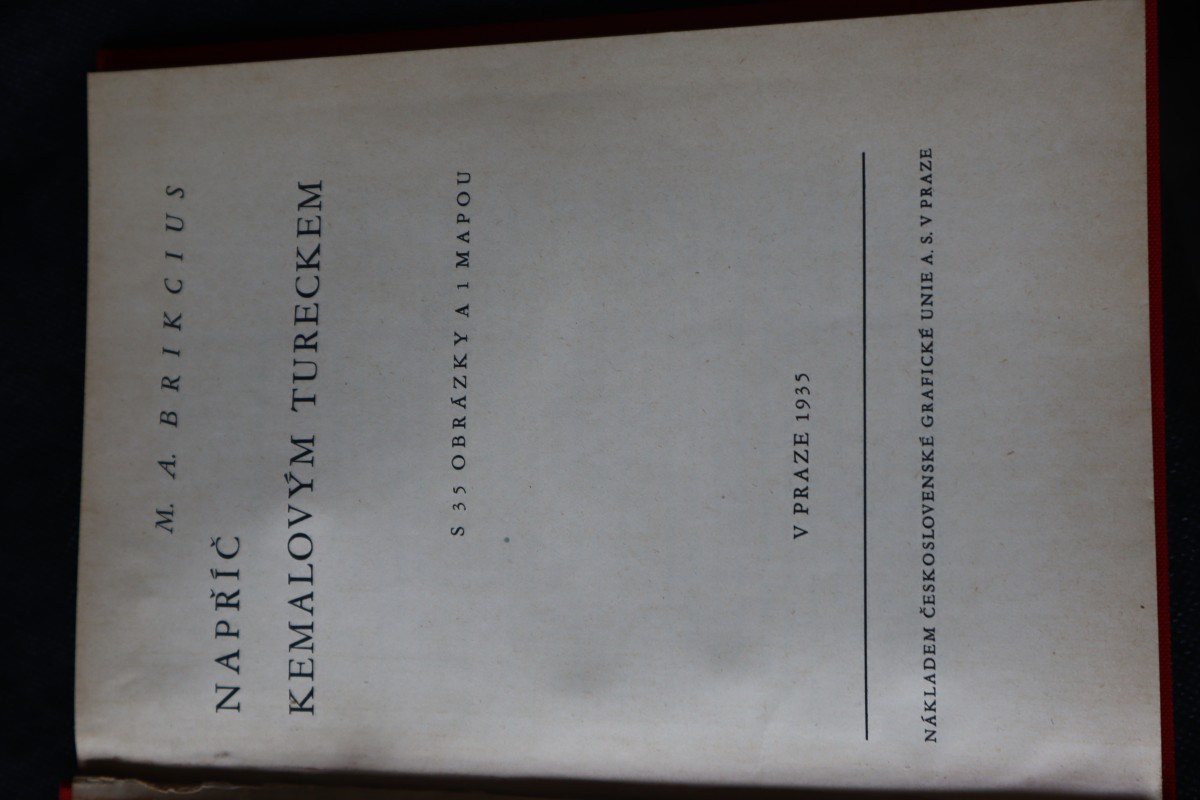 M. A. BRIKCIUS
NAPŘÍČ
KEMALOVÝM TURECKEM
S 35 OBRÁZKY A 1 MAPOU
V PRAZE 1935
NÁKLADEM ČESKOSLOVENSKÉ GRAFICKÉ UNIE A. S. V PRAZE